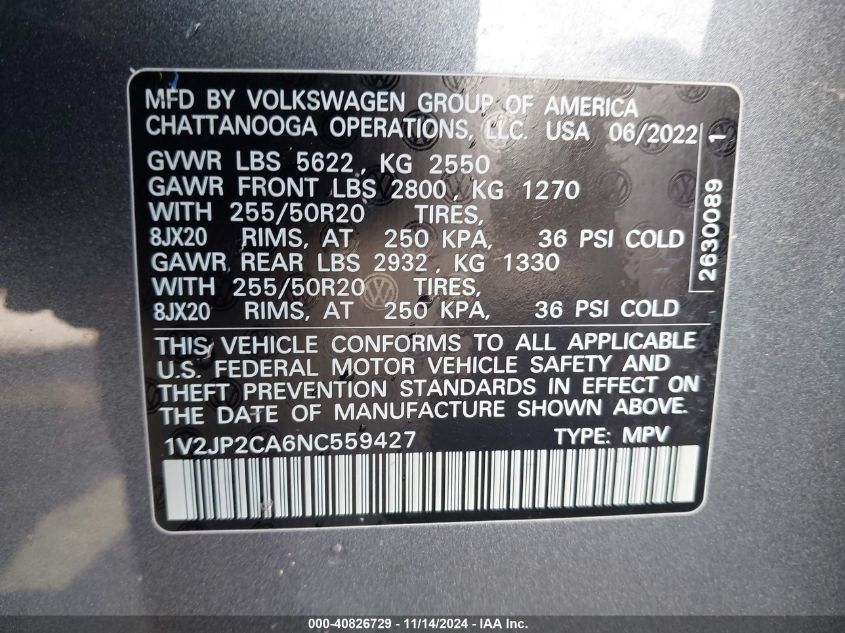 MFD BY VOLKSWAGEN GROUP OF AMERICA
CHATTANOOGA OPERATIONS, LLC. USA 06/2022
GVWR LBS 5622, KG 2550
GAWR FRONT LBS 2800, KG 1270
WITH 255/50R20 TIRES,
8JX20 RIMS, AT 250 KPA, 36 PSI COLD
GAWR REAR LBS 2932, KG 1330
WITH 255/50R20 TIRES,
8JX20 RIMS, AT 250 KPA, 36 PSI COLD
2630089 1
THIS VEHICLE CONFORMS TO ALL APPLICABLE
U.S. FEDERAL MOTOR VEHICLE SAFETY AND
THEFT PREVENTION STANDARDS IN EFFECT ON
THE DATE OF MANUFACTURE SHOWN ABOVE.
1V2JP2CA6NC559427 TYPE: MPV
000-40826729 - 11/14/2024 - IAA Inc.